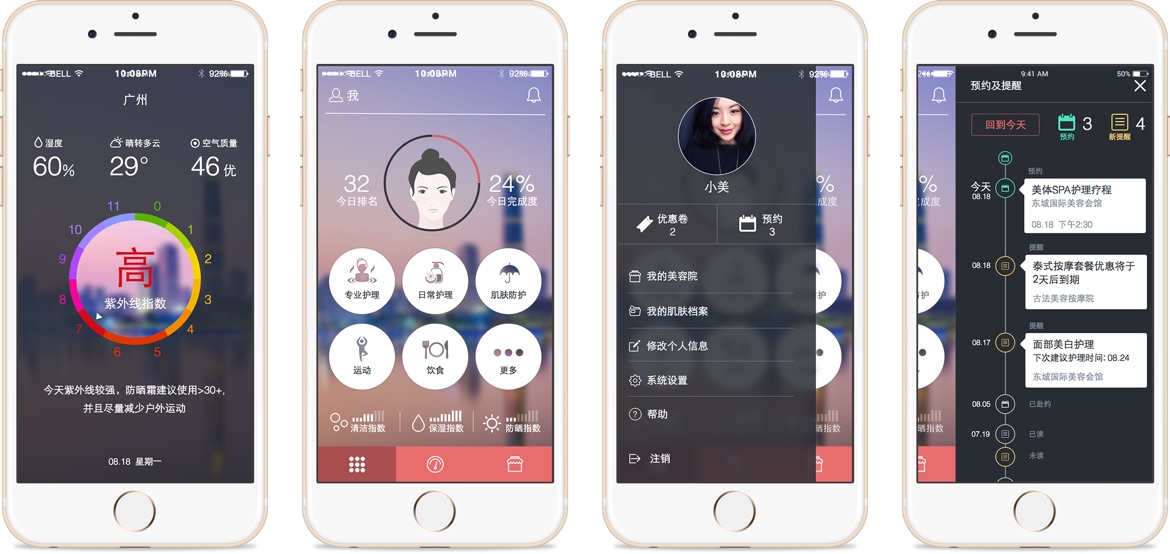 BELL 10:08PM 92%
广州
湿度
晴转多云
空气质量
60%
29°
46 优
11
0
10
1
9
2
8
3
7
4
6
5
高
紫外线指数
今天紫外线较强，防晒霜建议使用>30+,
并且尽量减少户外运动
08.18 星期一
BELL 10:08PM 92%
我
32
今日排名
24%
今日完成度
专业护理
日常护理
肌肤防护
运动
饮食
更多
清洁指数
保湿指数
防晒指数
BELL 10:08PM 92%
小美
优惠卷
2
预约
3
%
成度
我的美容院
我的肌肤档案
修改个人信息
系统设置
帮助
注销
护
指数
2%
9:41 AM 50%
预约及提醒
回到今天
3
预约
4
新提醒
%
成度
护
指数
今天
08.18
预约
美体SPA护理疗程
东城国际美容会馆
08.18 下午2:30
08.18
提醒
泰式按摩套餐优惠将于
2天后到期
古法美容按摩院
08.17
提醒
面部美白护理
下次建议护理时间: 08.24
东城国际美容会馆
08.05
已赴约
07.19
已读
未读